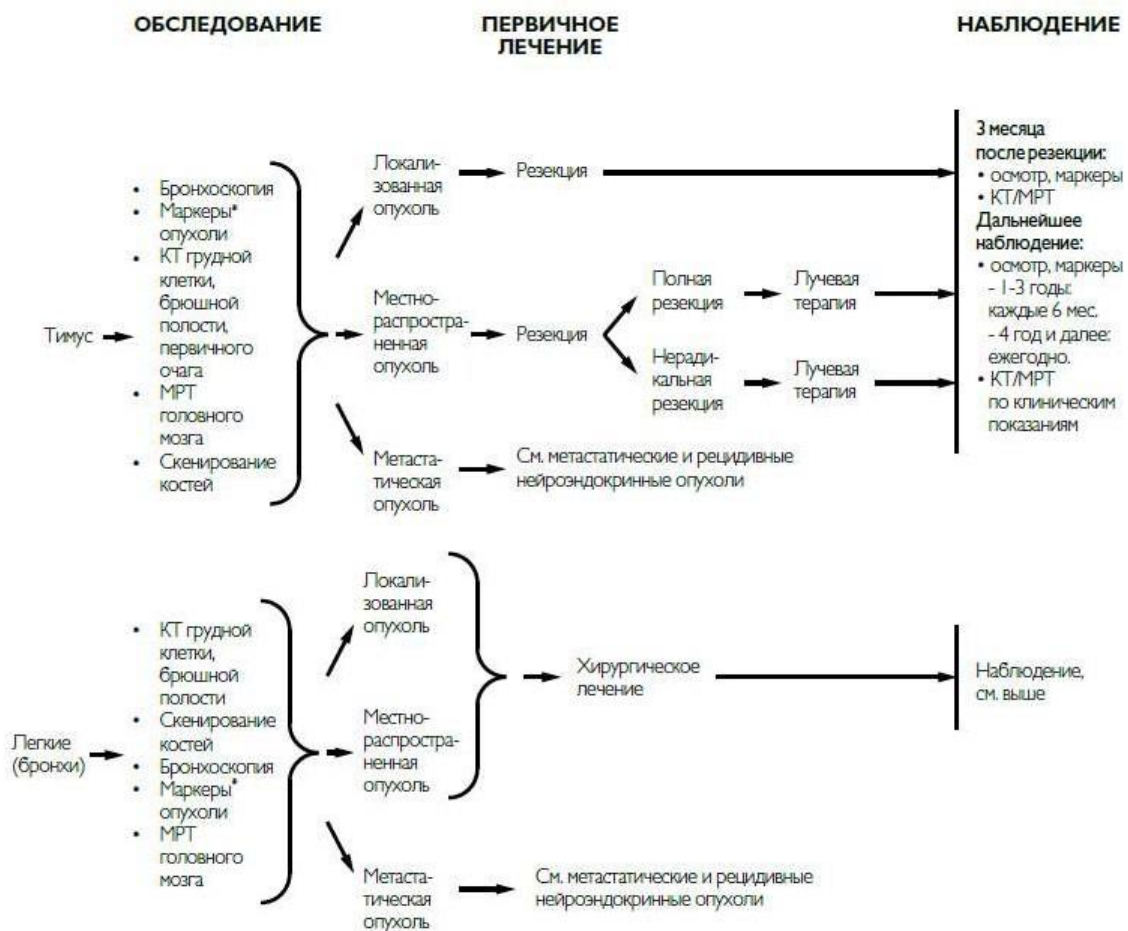 ОБСЛЕДОВАНИЕ
ПЕРВИЧНОЕ
ЛЕЧЕНИЕ
НАБЛЮДЕНИЕ
Тимус
• Бронхоскопия
• Маркеры*
опухоли
• КТ грудной
клетки,
брюшной
полости,
первичного
очага
• МРТ
головного
мозга
• Скенирование
костей
Локали-
зованная
опухоль
Резекция
Местно-
распростра-
ненная
опухоль
Резекция
Полная
резекция
Лучевая
терапия
Неради-
кальная
резекция
Лучевая
терапия
Метаста-
тическая
опухоль
См. метастатические и рецидивные
нейроэндокринные опухоли
3 месяца
после резекции:
• осмотр, маркеры
• КТ/МРТ
Дальнейшее
наблюдение:
• осмотр, маркеры
- 1-3 годы:
каждые 6 мес.
- 4 год и далее:
ежегодно.
• КТ/МРТ
по клиническим
показаниям
Легкие
(бронхи)
• КТ грудной
клетки,
брюшной
полости
• Скенирование
костей
• Бронхоскопия
• Маркеры*
опухоли
• МРТ
головного
мозга
Локали-
зованная
опухоль
Местно-
распростра-
ненная
опухоль
Хирургическое
лечение
Наблюдение,
см. выше
Метаста-
тическая
опухоль
См. метастатические и рецидивные
нейроэндокринные опухоли